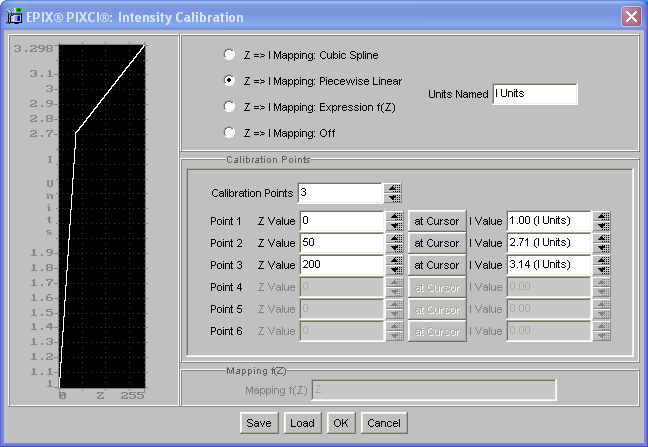 EPIX® PIXCI®: Intensity Calibration
3.298
3.1
3
2.9
2.8
2.7
I Units
1.9
1.8
1.7
1.6
1.5
1.4
1.3
1.2
1.1
1
0 Z 255
Z => I Mapping: Cubic Spline
Z => I Mapping: Piecewise Linear
Z => I Mapping: Expression f(Z)
Z => I Mapping: Off
Units Named I Units
Calibration Points
Calibration Points 3
Point 1 Z Value 0 at Cursor I Value 1.00 (I Units)
Point 2 Z Value 50 at Cursor I Value 2.71 (I Units)
Point 3 Z Value 200 at Cursor I Value 3.14 (I Units)
Point 4 Z Value 0 at Cursor I Value 0.00
Point 5 Z Value 0 at Cursor I Value 0.00
Point 6 Z Value 0 at Cursor I Value 0.00
Mapping f(Z)
Mapping f(Z) Z
Save Load OK Cancel